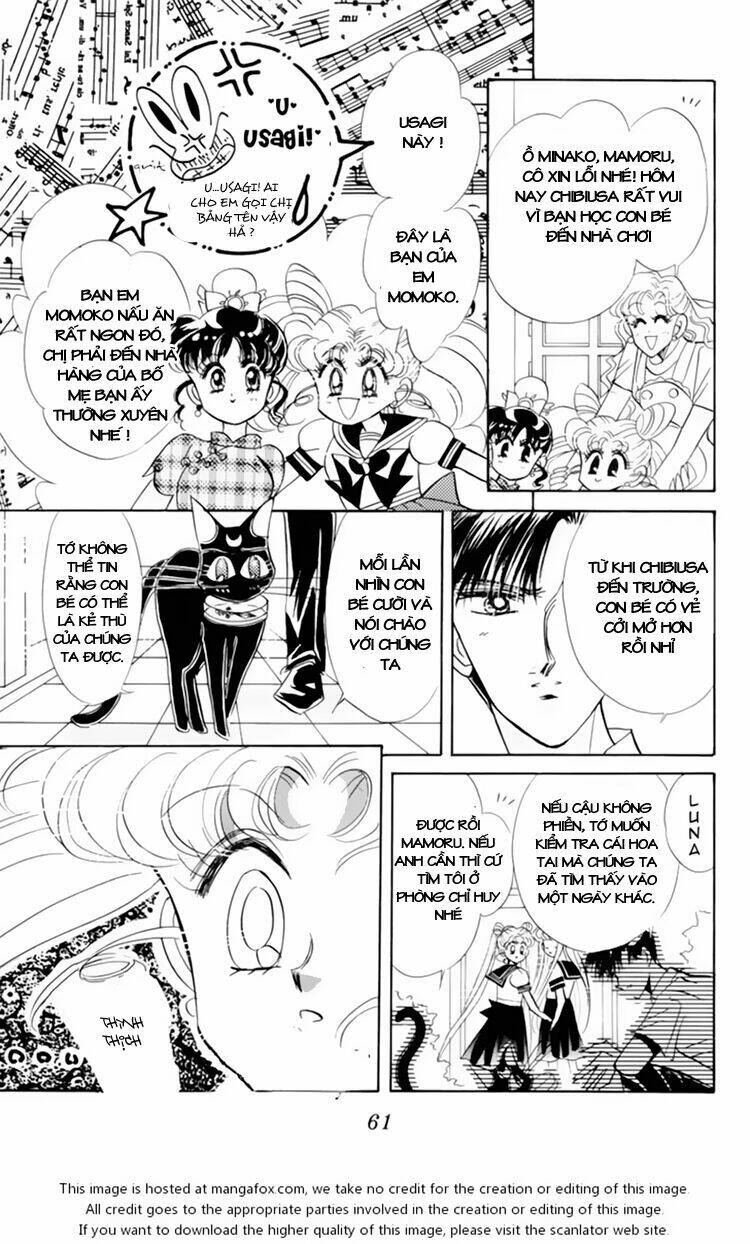 Ồ MINAKO, MAMORU,
CÔ XIN LỖI NHÉ! HÔM
NAY CHIBIUSA RẤT VUI
VÌ BẠN HỌC CON BÉ
ĐẾN NHÀ CHƠI
USAGI
NÀY !
ĐÂY LÀ
BẠN CỦA
EM
MOMOKO.
U
USAGI!
U...USAGI! AI
CHO EM GỌI CHỊ
BẰNG TÊN VẬY
HẢ ?
BẠN EM
MOMOKO NẤU ĂN
RẤT NGON ĐÓ,
CHỊ PHẢI ĐẾN NHÀ
HÀNG CỦA BỐ
MẸ BẠN ẤY
THƯỜNG XUYÊN
NHÉ !
TỪ KHI CHIBIUSA
ĐẾN TRƯỜNG,
CON BÉ CÓ VẺ
CỞI MỞ HƠN
RỒI NHỈ
MỖI LẦN
NHÌN CON
BÉ CƯỜI VÀ
NÓI CHÀO
VỚI CHÚNG
TA
TỚ KHÔNG
THỂ TIN
RẰNG CON
BÉ CÓ THỂ
LÀ KẺ THÙ
CỦA CHÚNG
TA ĐƯỢC.
LUNA
NẾU CẬU KHÔNG
PHIỀN, TỚ MUỐN
KIỂM TRA CÁI HOA
TAI MÀ CHÚNG TA
ĐÃ TÌM THẤY VÀO
MỘT NGÀY KHÁC.
ĐƯỢC RỒI
MAMORU. NẾU
ANH CẦN THÌ CỨ
TÌM TÔI Ở
PHÒNG CHỈ HUY
NHÉ
THÌNH
THỊCH
61
This image is hosted at mangafox.com, we take no credit for the creation or editing of this image.
All credit goes to the appropriate parties involved in the creation or editing of this image.
If you want to download the higher quality of this image, please visit the scanlator web site.